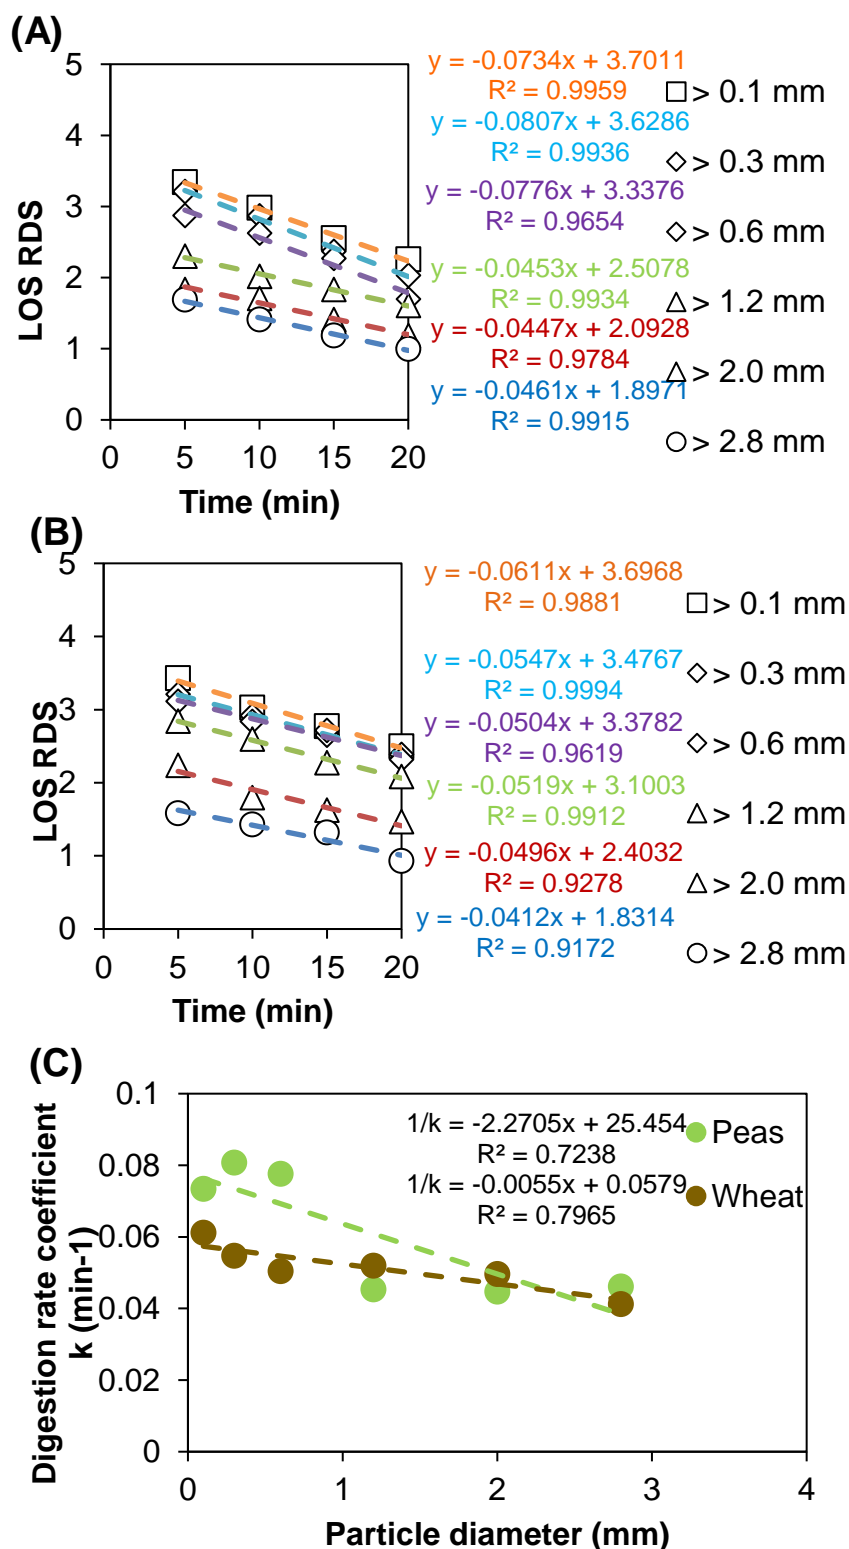 (A)
5
4
3
2
1
0
0 5 10 15 20
LOS RDS
Time (min)
y = -0.0734x + 3.7011
R² = 0.9959
y = -0.0807x + 3.6286
R² = 0.9936
y = -0.0776x + 3.3376
R² = 0.9654
y = -0.0453x + 2.5078
R² = 0.9934
y = -0.0447x + 2.0928
R² = 0.9784
y = -0.0461x + 1.8971
R² = 0.9915
> 0.1 mm
> 0.3 mm
> 0.6 mm
> 1.2 mm
> 2.0 mm
> 2.8 mm
(B)
5
4
3
2
1
0
0 5 10 15 20
LOS RDS
Time (min)
y = -0.0611x + 3.6968
R² = 0.9881
y = -0.0547x + 3.4767
R² = 0.9994
y = -0.0504x + 3.3782
R² = 0.9619
y = -0.0519x + 3.1003
R² = 0.9912
y = -0.0496x + 2.4032
R² = 0.9278
y = -0.0412x + 1.8314
R² = 0.9172
> 0.1 mm
> 0.3 mm
> 0.6 mm
> 1.2 mm
> 2.0 mm
> 2.8 mm
(C)
0.1
0.08
0.06
0.04
0.02
0
0 1 2 3 4
Digestion rate coefficient
k (min-1)
Particle diameter (mm)
1/k = -2.2705x + 25.454
R² = 0.7238
1/k = -0.0055x + 0.0579
R² = 0.7965
Peas
Wheat